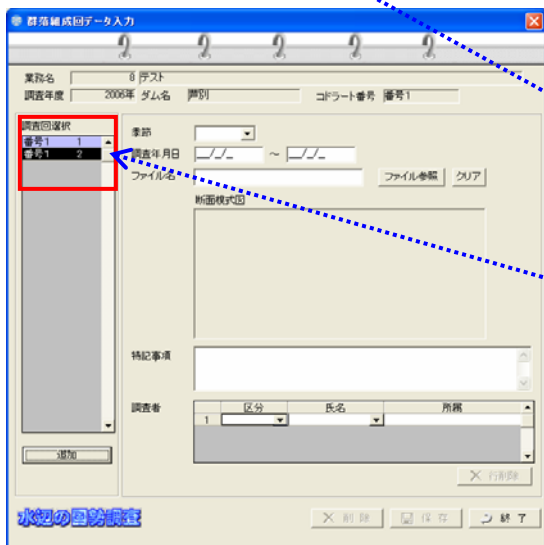 群落組成回データ入力
業務名 8 テスト
調査年度 2006年 ダム名 芦別 コドラート番号 番号1
調査回選択
番号1 1
番号1 2
追加
季節
調査年月日 __/_/_ ~ __/_/_
ファイル名 ファイル参照 クリア
断面模式図
特記事項
調査者 区分 氏名 所属
1
行削除
水辺の国勢調査
削除 保存 終了